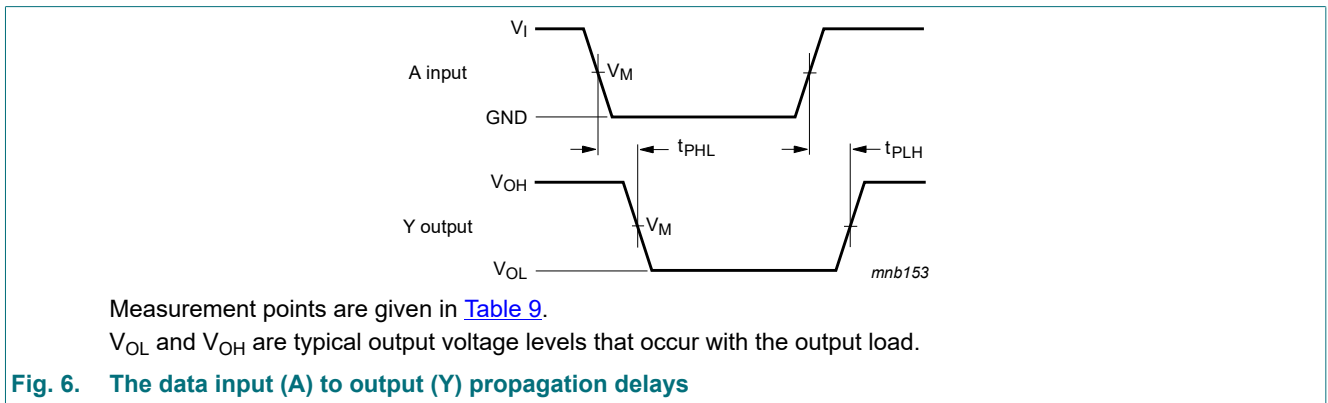 VI
A input
VM
GND
tPHL
tPLH
VOH
Y output
VM
VOL
mnb153
Measurement points are given in Table 9.
VOL and VOH are typical output voltage levels that occur with the output load.
Fig. 6. The data input (A) to output (Y) propagation delays